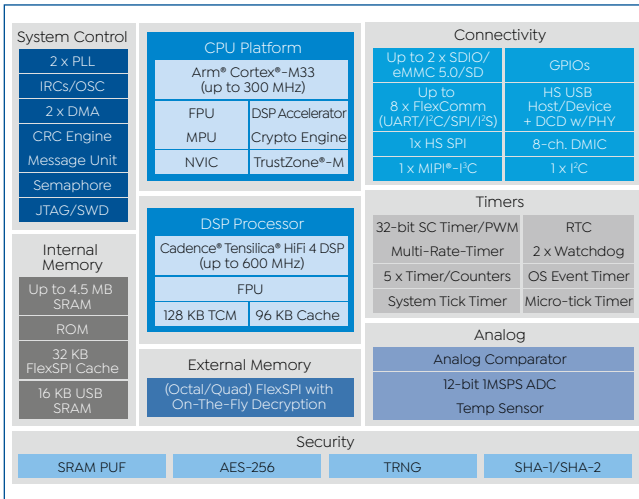 System Control
2 x PLL
IRCs/OSC
2 x DMA
CRC Engine
Message Unit
Semaphore
JTAG/SWD
Internal
Memory
Up to 4.5 MB
SRAM
ROM
32 KB
FlexSPI Cache
16 KB USB
SRAM
CPU Platform
Arm® Cortex®-M33
(up to 300 MHz)
FPU
DSP Accelerator
MPU
Crypto Engine
NVIC
TrustZone®-M
DSP Processor
Cadence® Tensilica® HiFi 4 DSP
(up to 600 MHz)
FPU
128 KB TCM
96 KB Cache
External Memory
(Octal/Quad) FlexSPI with
On-The-Fly Decryption
Connectivity
Up to 2 x SDIO/
eMMC 5.0/SD
GPIOs
Up to
8 x FlexComm
(UART/I²C/SPI/I²S)
HS USB
Host/Device
+ DCD w/PHY
1x HS SPI
8-ch. DMIC
1 x MIPI®-I³C
1 x I²C
Timers
32-bit SC Timer/PWM
RTC
Multi-Rate-Timer
2 x Watchdog
5 x Timer/Counters
OS Event Timer
System Tick Timer
Micro-tick Timer
Analog
Analog Comparator
12-bit 1MSPS ADC
Temp Sensor
Security
SRAM PUF
AES-256
TRNG
SHA-1/SHA-2